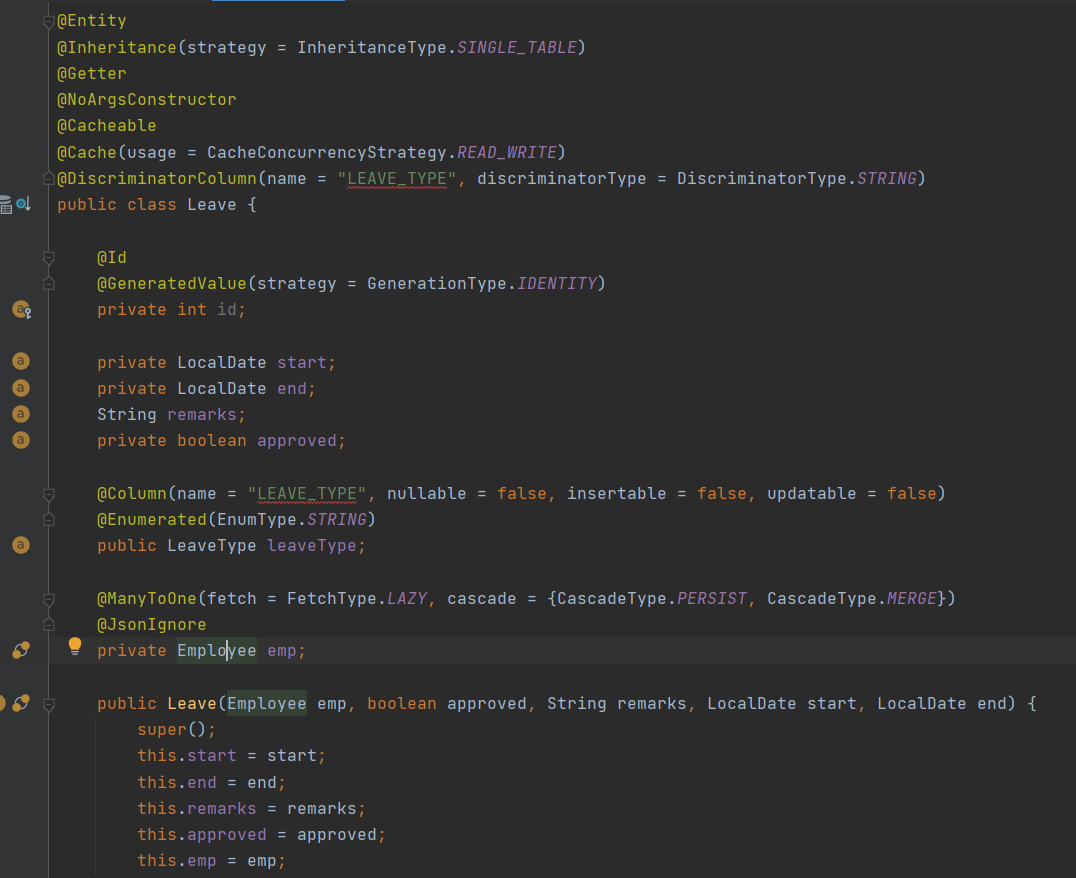 @Entity
@Inheritance(strategy = InheritanceType.SINGLE_TABLE)
@Getter
@NoArgsConstructor
@Cacheable
@Cache(usage = CacheConcurrencyStrategy.READ_WRITE)
@DiscriminatorColumn(name = "LEAVE_TYPE", discriminatorType = DiscriminatorType.STRING)
public class Leave {
@Id
@GeneratedValue(strategy = GenerationType.IDENTITY)
private int id;
private LocalDate start;
private LocalDate end;
String remarks;
private boolean approved;
@Column(name = "LEAVE_TYPE", nullable = false, insertable = false, updatable = false)
@Enumerated(EnumType.STRING)
public LeaveType leaveType;
@ManyToOne(fetch = FetchType.LAZY, cascade = {CascadeType.PERSIST, CascadeType.MERGE})
@JsonIgnore
private Employee emp;
public Leave(Employee emp, boolean approved, String remarks, LocalDate start, LocalDate end) {
super();
this.start = start;
this.end = end;
this.remarks = remarks;
this.approved = approved;
this.emp = emp;